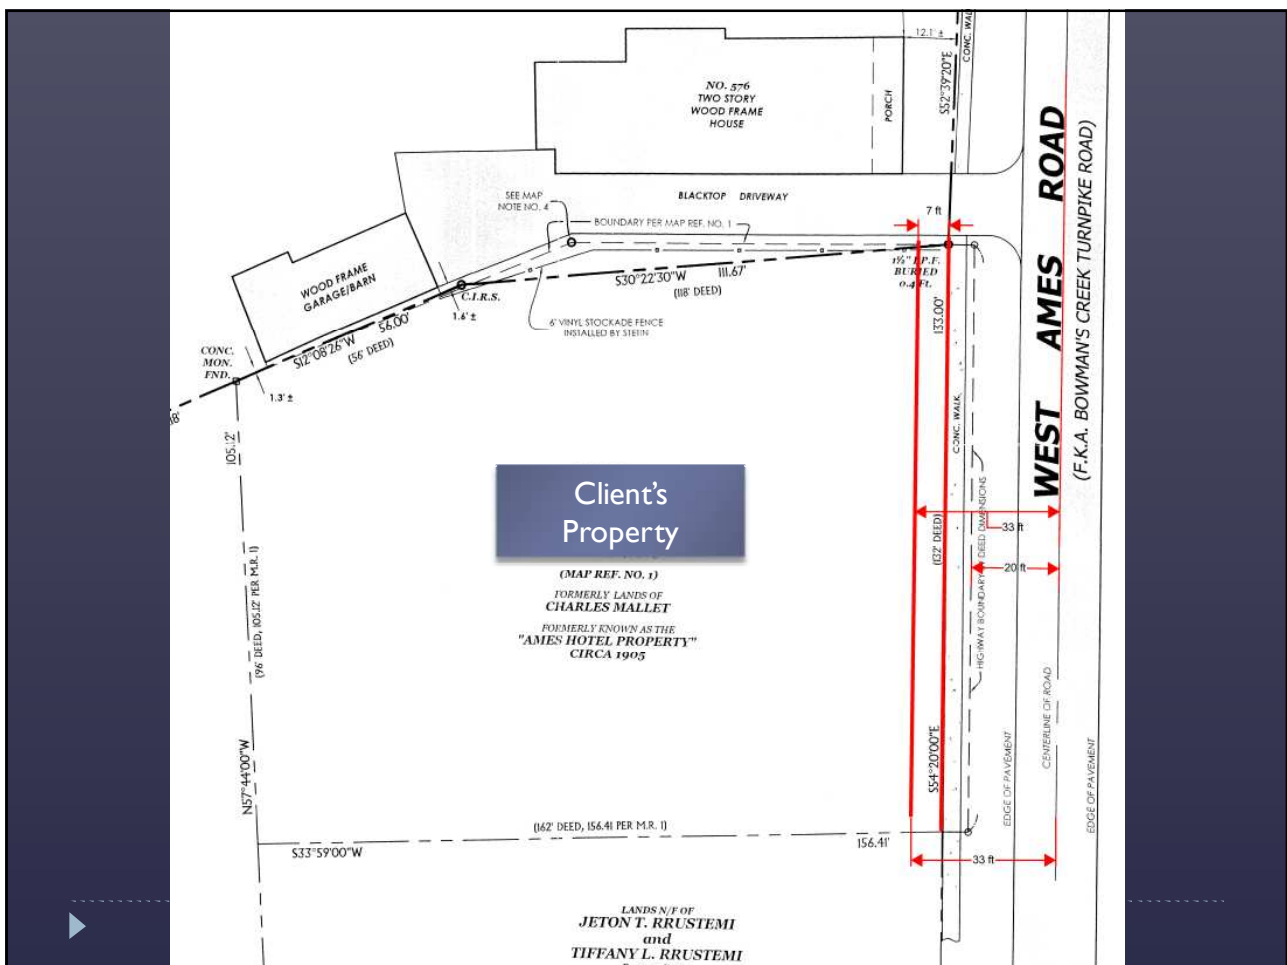 12.1' ±
CONC. WAL
S52°39'20"E
NO. 576
TWO STORY
WOOD FRAME
HOUSE
PORCH
SEE MAP
NOTE NO. 4
BLACKTOP DRIVEWAY
7 ft
BOUNDARY PER MAP REF. NO. 1
WEST AMES ROAD
(F.K.A. BOWMAN'S CREEK TURNPIKE ROAD)
WOOD FRAME
GARAGE/BARN
C.I.R.S.
S30°22'30"W 111.67'
(118' DEED)
1½" I.P.F.
BURIED
0.4 Ft.
1.6' ±
6' VINYL STOCKADE FENCE
INSTALLED BY STEIN
S12°08'26"W 56.00'
(56' DEED)
CONC.
MON.
FND.
1.3' ±
18'
105.12'
133.00'
CONC. WALK
Client's
Property
(132' DEED)
33 ft
20 ft
HIGHWAY BOUNDARY DEED DIMENSIONS
(MAP REF. NO. 1)
FORMERLY LANDS OF
CHARLES MALLET
FORMERLY KNOWN AS THE
"AMES HOTEL PROPERTY"
CIRCA 1905
(96' DEED, 105.12' PER M.R. 1)
N57°44'00"W
S54°20'00"E
CENTERLINE OF ROAD
EDGE OF PAVEMENT
EDGE OF PAVEMENT
(162' DEED, 156.41 PER M.R. 1)
S33°59'00"W
156.41'
33 ft
LANDS N/F OF
JETON T. RRUSTEMI
and
TIFFANY L. RRUSTEMI